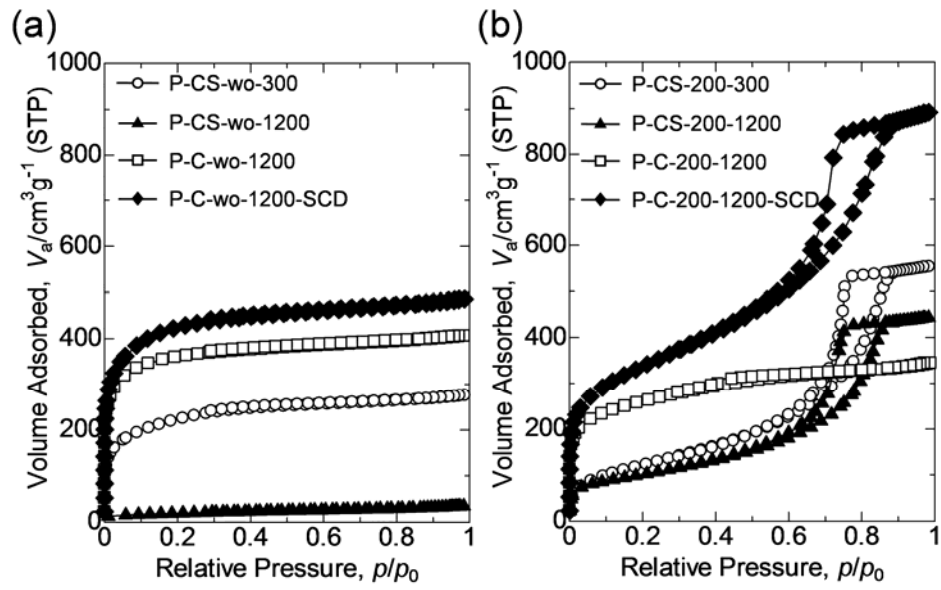 (a)
(b)
1000
800
600
400
200
0
Volume Adsorbed, Va/cm³g⁻¹ (STP)
P-CS-wo-300
P-CS-wo-1200
P-C-wo-1200
P-C-wo-1200-SCD
0 0.2 0.4 0.6 0.8 1
Relative Pressure, p/p₀
1000
800
600
400
200
0
Volume Adsorbed, Va/cm³g⁻¹ (STP)
P-CS-200-300
P-CS-200-1200
P-C-200-1200
P-C-200-1200-SCD
0 0.2 0.4 0.6 0.8 1
Relative Pressure, p/p₀